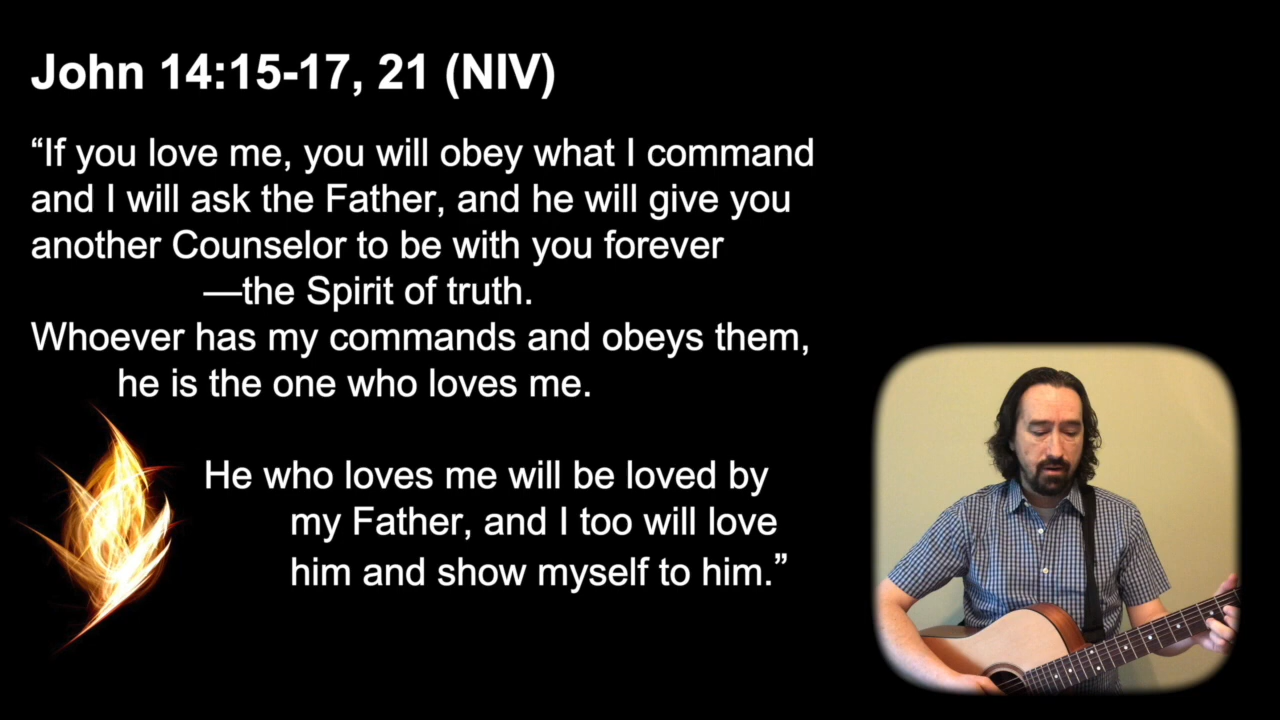 John 14:15-17, 21 (NIV)
“If you love me, you will obey what I command
and I will ask the Father, and he will give you
another Counselor to be with you forever
—the Spirit of truth.
Whoever has my commands and obeys them,
he is the one who loves me.
He who loves me will be loved by
my Father, and I too will love
him and show myself to him.”